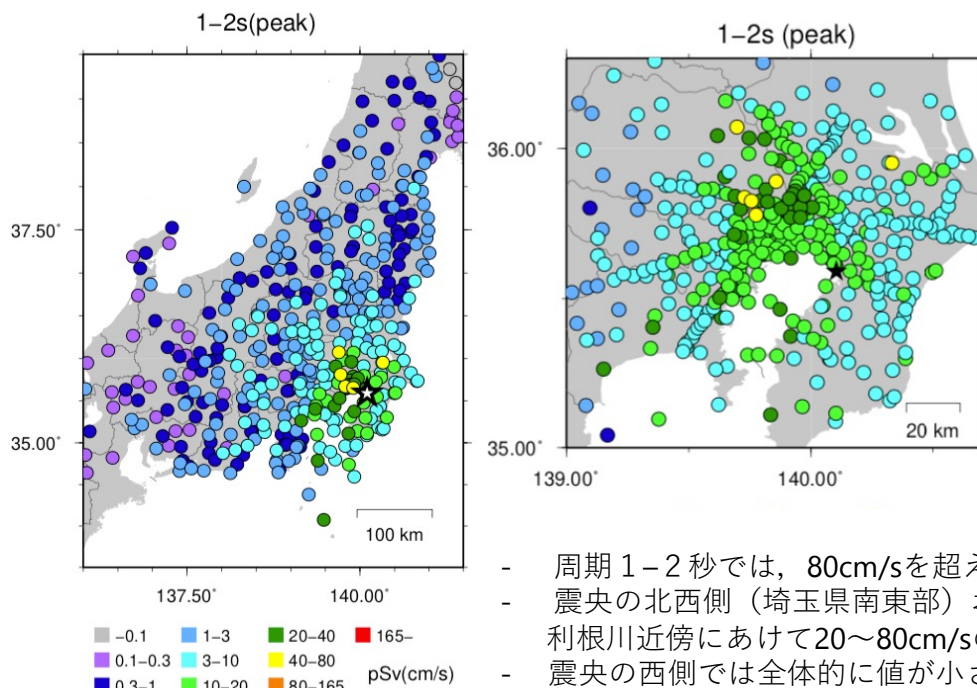 1–2s(peak)
37.50˚
35.00˚
137.50˚
140.00˚
100 km
1–2s (peak)
36.00˚
35.00˚
139.00˚
140.00˚
20 km
−0.1
1–3
20–40
165-
0.1–0.3
3–10
40–80
0.3–1
10–20
80–165
pSv(cm/s)
- 周期１−２秒では，80cm/sを超え
- 震央の北西側（埼玉県南東部）
利根川近傍にあけて20〜80cm/s
- 震央の西側では全体的に値が小